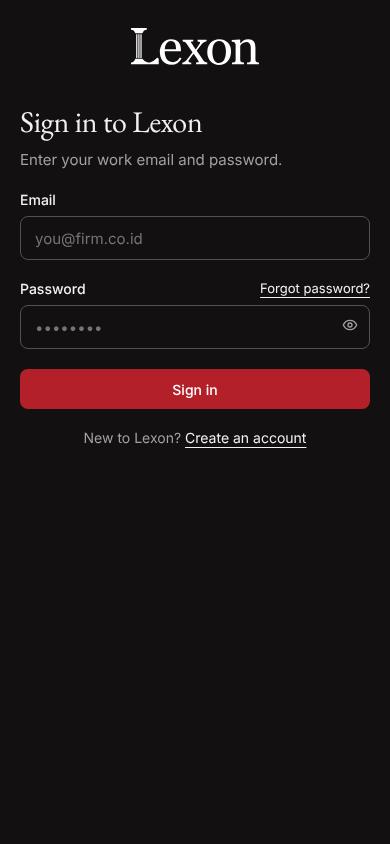 Lexon
Sign in to Lexon
Enter your work email and password.
Email
you@firm.co.id
Password
Forgot password?
••••••••
Sign in
New to Lexon? Create an account